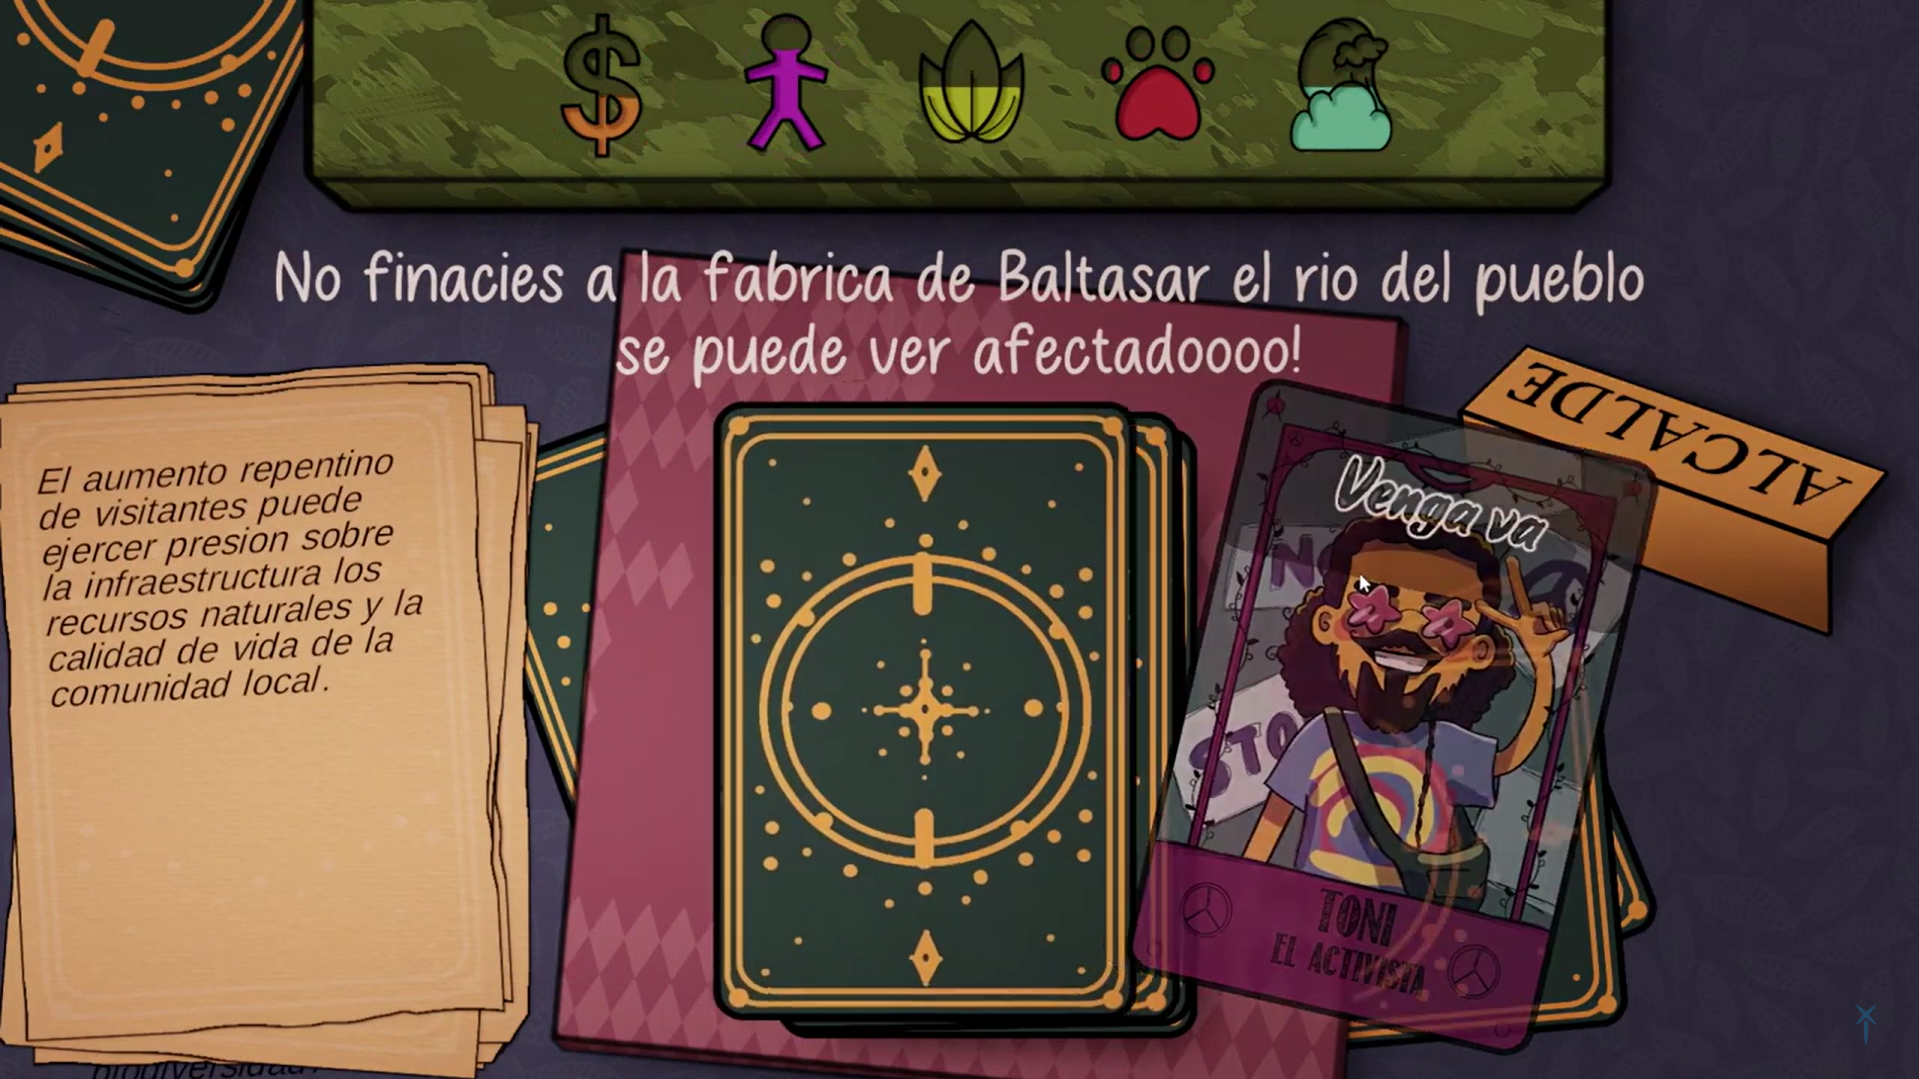 No finacies a la fabrica de Baltasar el rio del pueblo
se puede ver afectadoooo!
El aumento repentino
de visitantes puede
ejercer presion sobre
la infraestructura los
recursos naturales y la
calidad de vida de la
comunidad local.
ALCALDE
Venga va
STO
TONI
EL ACTIVISTA